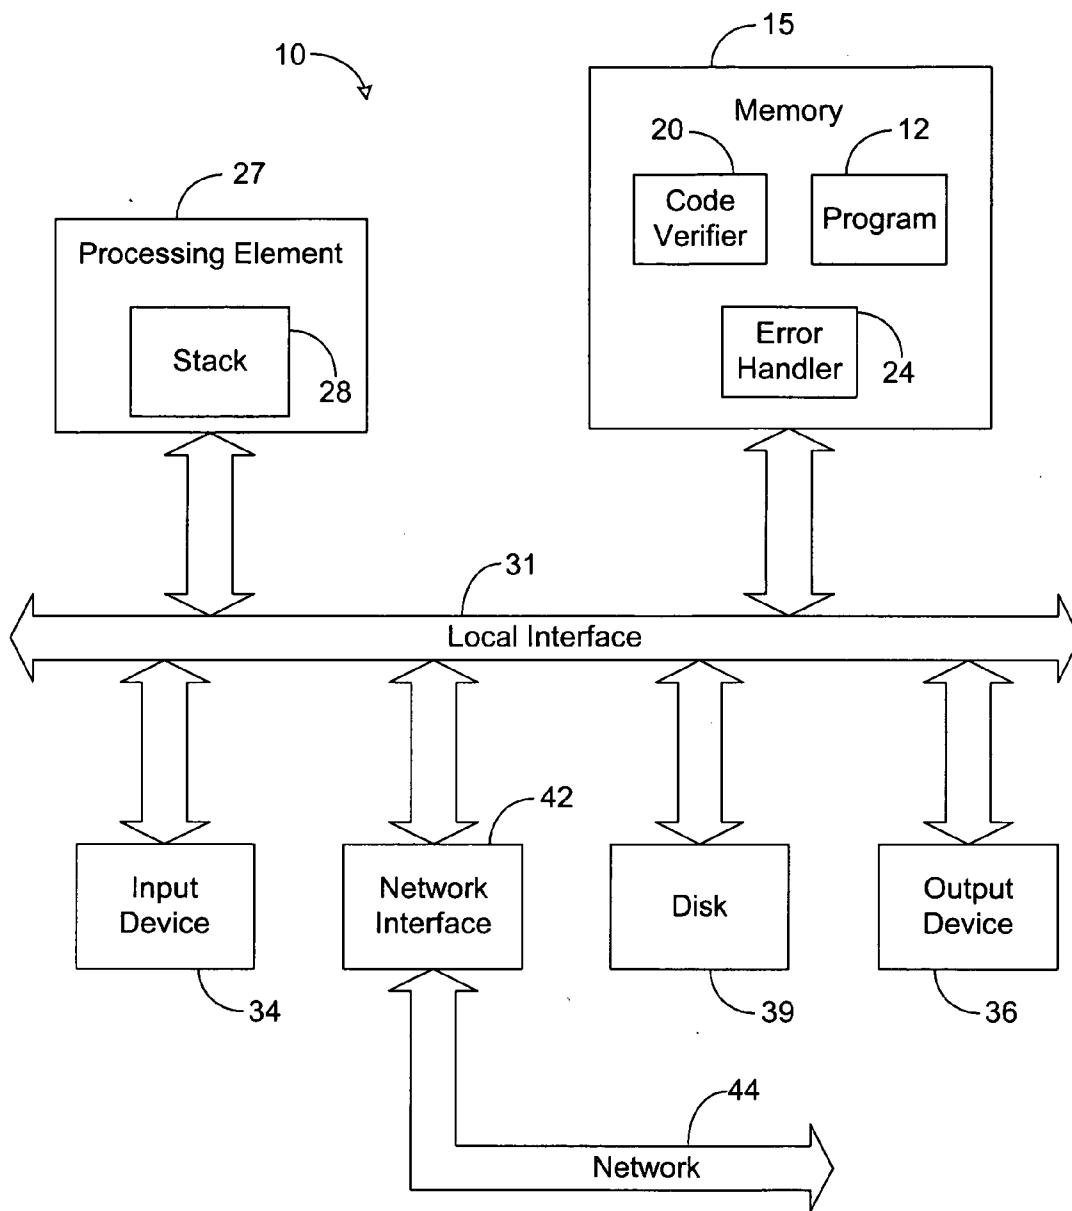 10
15
Memory
20
12
Code
Verifier
Program
Error
Handler
24
27
Processing Element
Stack
28
31
Local Interface
42
Input
Device
34
Network
Interface
Disk
39
Output
Device
36
44
Network